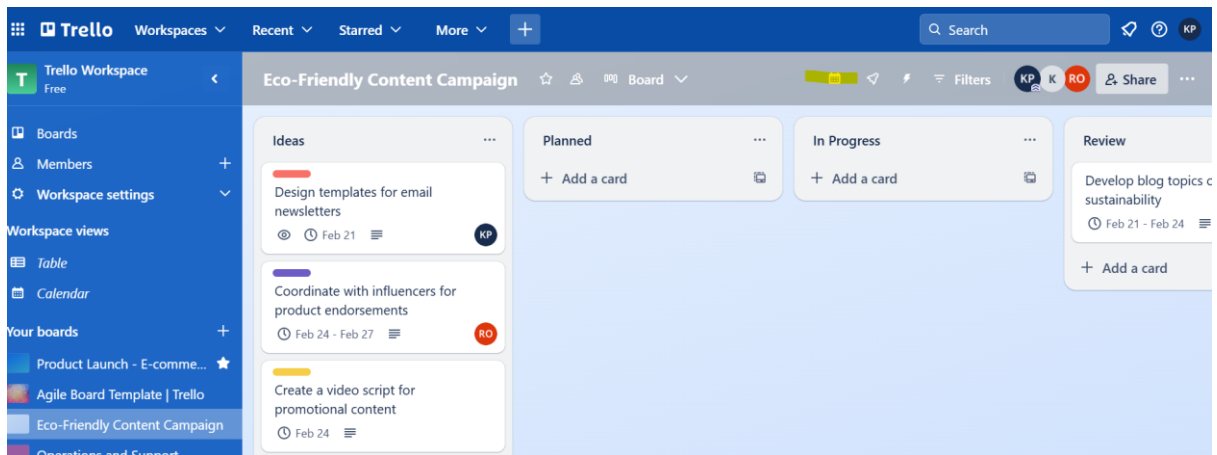 Trello Workspaces Recent Starred More + Search KP
T Trello Workspace
Free
Eco-Friendly Content Campaign Board Filters KP K RO Share ...
Boards
Members +
Workspace settings
Workspace views
Table
Calendar
Your boards +
Product Launch - E-comme...
Agile Board Template | Trello
Eco-Friendly Content Campaign
Operations and Support
Ideas ...
Design templates for email
newsletters
Feb 21 KP
Coordinate with influencers for
product endorsements
Feb 24 - Feb 27 RO
Create a video script for
promotional content
Feb 24
Planned ...
+ Add a card
In Progress ...
+ Add a card
Review
Develop blog topics o
sustainability
Feb 21 - Feb 24
+ Add a card